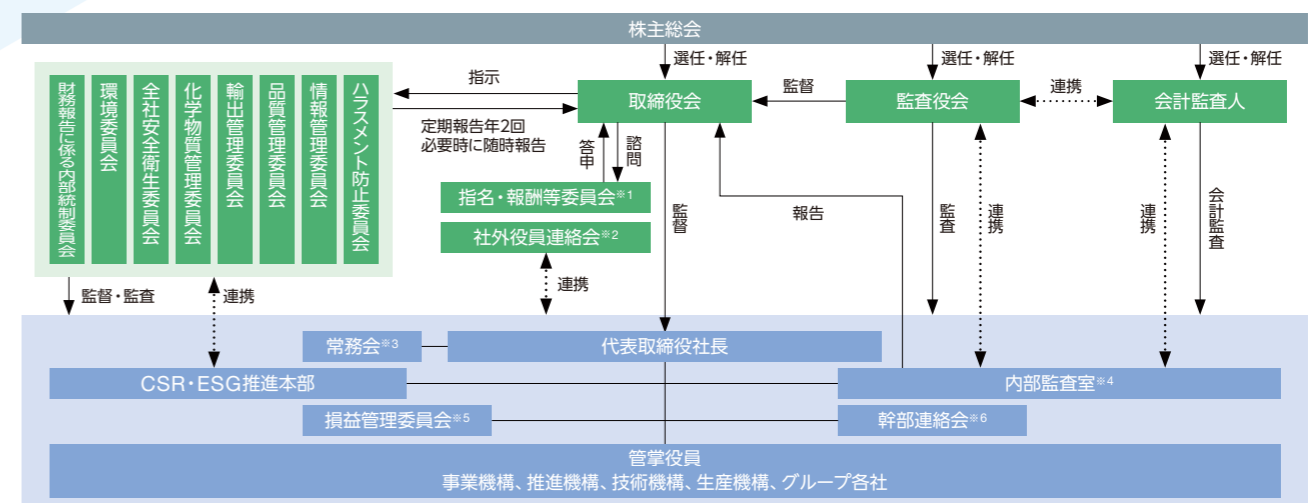 株主総会
選任・解任
選任・解任
選任・解任
財務報告に係る内部統制委員会
環境委員会
全社安全衛生委員会
化学物質管理委員会
輸出管理委員会
品質管理委員会
情報管理委員会
ハラスメント防止委員会
指示
定期報告年2回
必要時に随時報告
取締役会
監督
監査役会
連携
会計監査人
答申
諮問
指名・報酬等委員会※1
社外役員連絡会※2
連携
監督
報告
監査
連携
連携
会計監査
監督・監査
連携
常務会※3
代表取締役社長
CSR・ESG推進本部
内部監査室※4
損益管理委員会※5
幹部連絡会※6
管掌役員
事業機構、推進機構、技術機構、生産機構、グループ各社